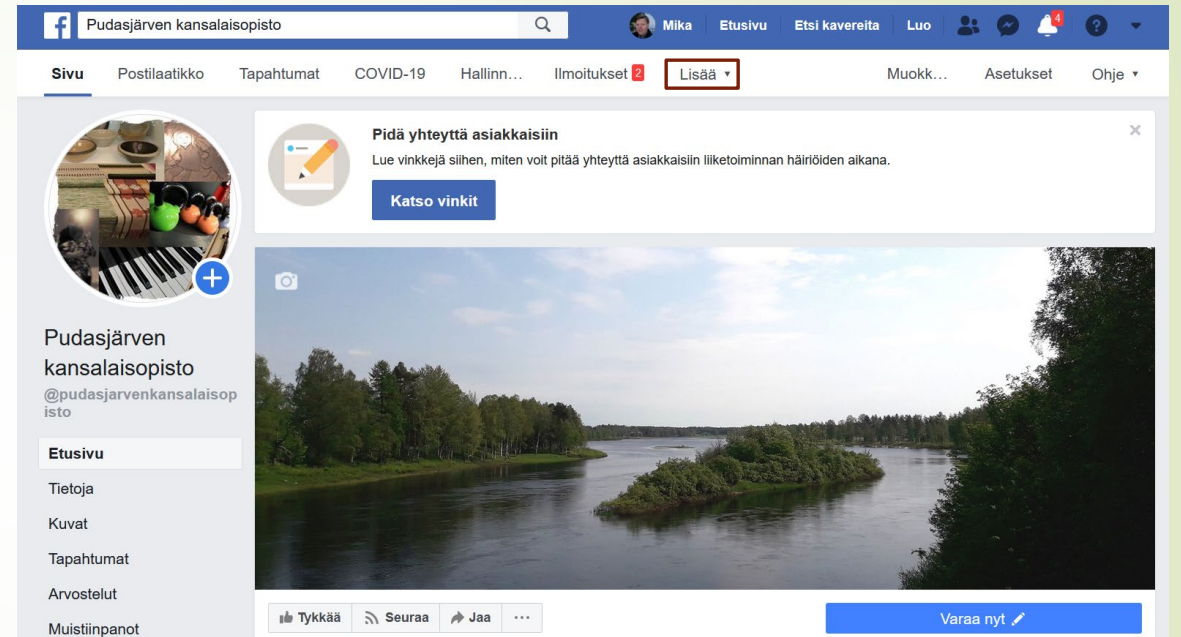 f Pudasjärven kansalaisopisto Mika Etusivu Etsi kavereita Luo 4 ?
Sivu Postilaatikko Tapahtumat COVID-19 Hallinn... Ilmoitukset 2 Lisää Muokk... Asetukset Ohje
Pidä yhteyttä asiakkaisiin
Lue vinkkejä siihen, miten voit pitää yhteyttä asiakkaisiin liiketoiminnan häiriöiden aikana.
Katso vinkit
Pudasjärven
kansalaisopisto
@pudasjarvenkansalaisop
isto
Etusivu
Tietoja
Kuvat
Tapahtumat
Arvostelut
Muistiinpanot
Tykkää Seuraa Jaa ...
Varaa nyt